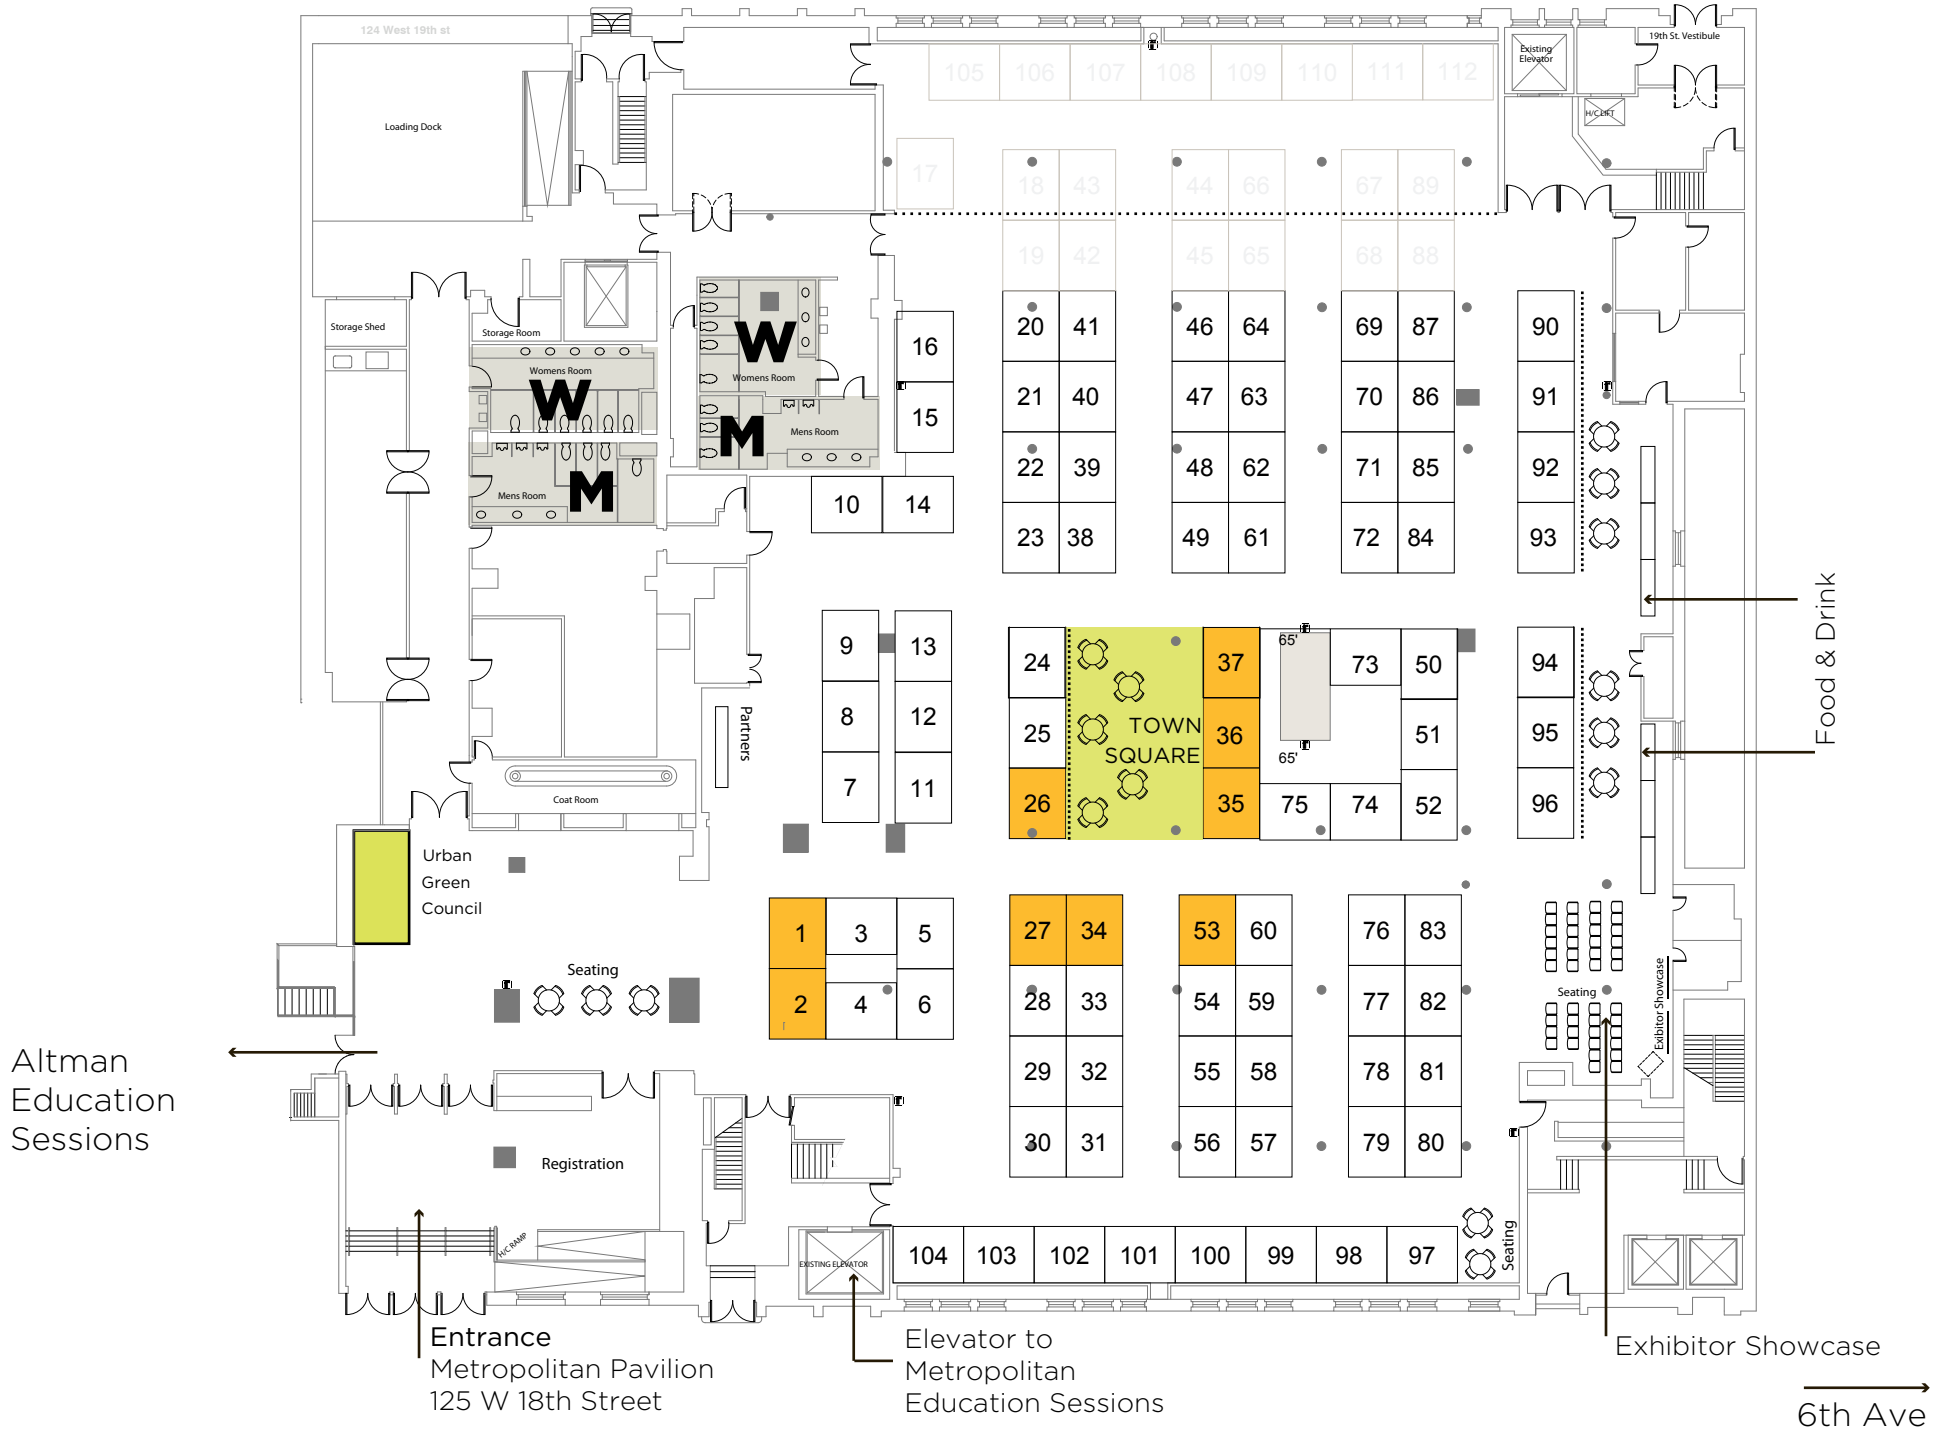 124 West 19th st
19th St. Vestibule
Existing
Elevator
105 106 107 108 109 110 111 112
H/C LIFT
Loading Dock
17
18 43 44 66 67 89
19 42 45 65 68 88
Storage Shed
Storage Room
Womens Room
W
Mens Room
M
W
Womens Room
M
Mens Room
16
15
10 14
20 41 46 64 69 87 90
21 40 47 63 70 86 91
22 39 48 62 71 85 92
23 38 49 61 72 84 93
Food & Drink
9 13
8 12
7 11
Partners
24 37 65' 73 50 94
25 TOWN 36 51 95
SQUARE
65'
26 35 75 74 52 96
Coat Room
Urban
Green
Council
1 3 5
2 4 6
27 34 53 60 76 83
28 33 54 59 77 82
29 32 55 58 78 81
30 31 56 57 79 80
Seating
Seating
Exhibitor Showcase
Altman
Education
Sessions
Registration
H/C RAMP
EXISTING ELEVATOR
104 103 102 101 100 99 98 97
Seating
Entrance
Metropolitan Pavilion
125 W 18th Street
Elevator to
Metropolitan
Education Sessions
Exhibitor Showcase
6th Ave